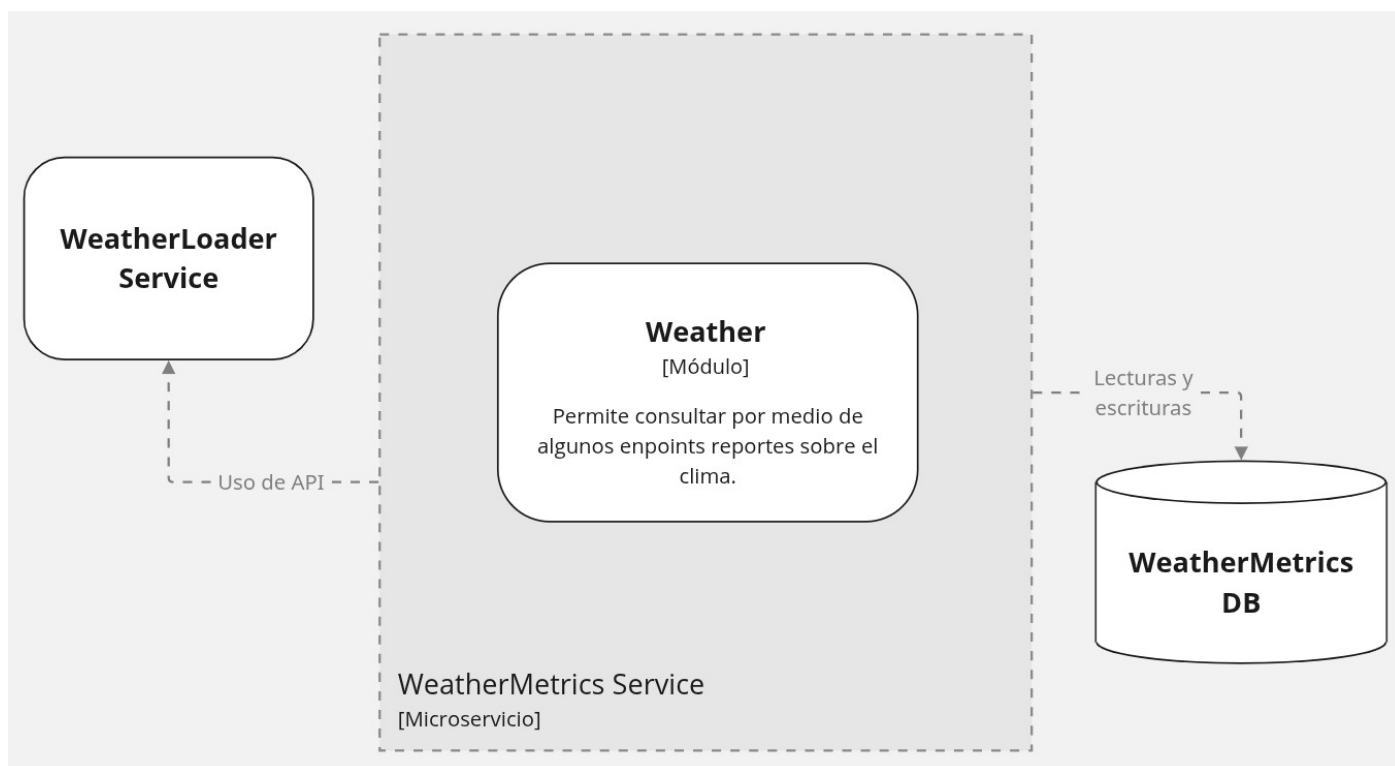 WeatherLoader
Service
Uso de API
Weather
[Módulo]
Permite consultar por medio de
algunos enpoints reportes sobre el
clima.
WeatherMetrics Service
[Microservicio]
Lecturas y
escrituras
WeatherMetrics
DB